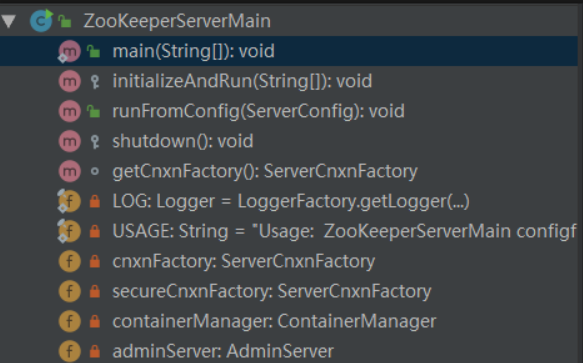 ZooKeeperServerMain
main(String[]): void
initializeAndRun(String[]): void
runFromConfig(ServerConfig): void
shutdown(): void
getCnxnFactory(): ServerCnxnFactory
LOG: Logger = LoggerFactory.getLogger(...)
USAGE: String = "Usage: ZooKeeperServerMain configf
cnxnFactory: ServerCnxnFactory
secureCnxnFactory: ServerCnxnFactory
containerManager: ContainerManager
adminServer: AdminServer